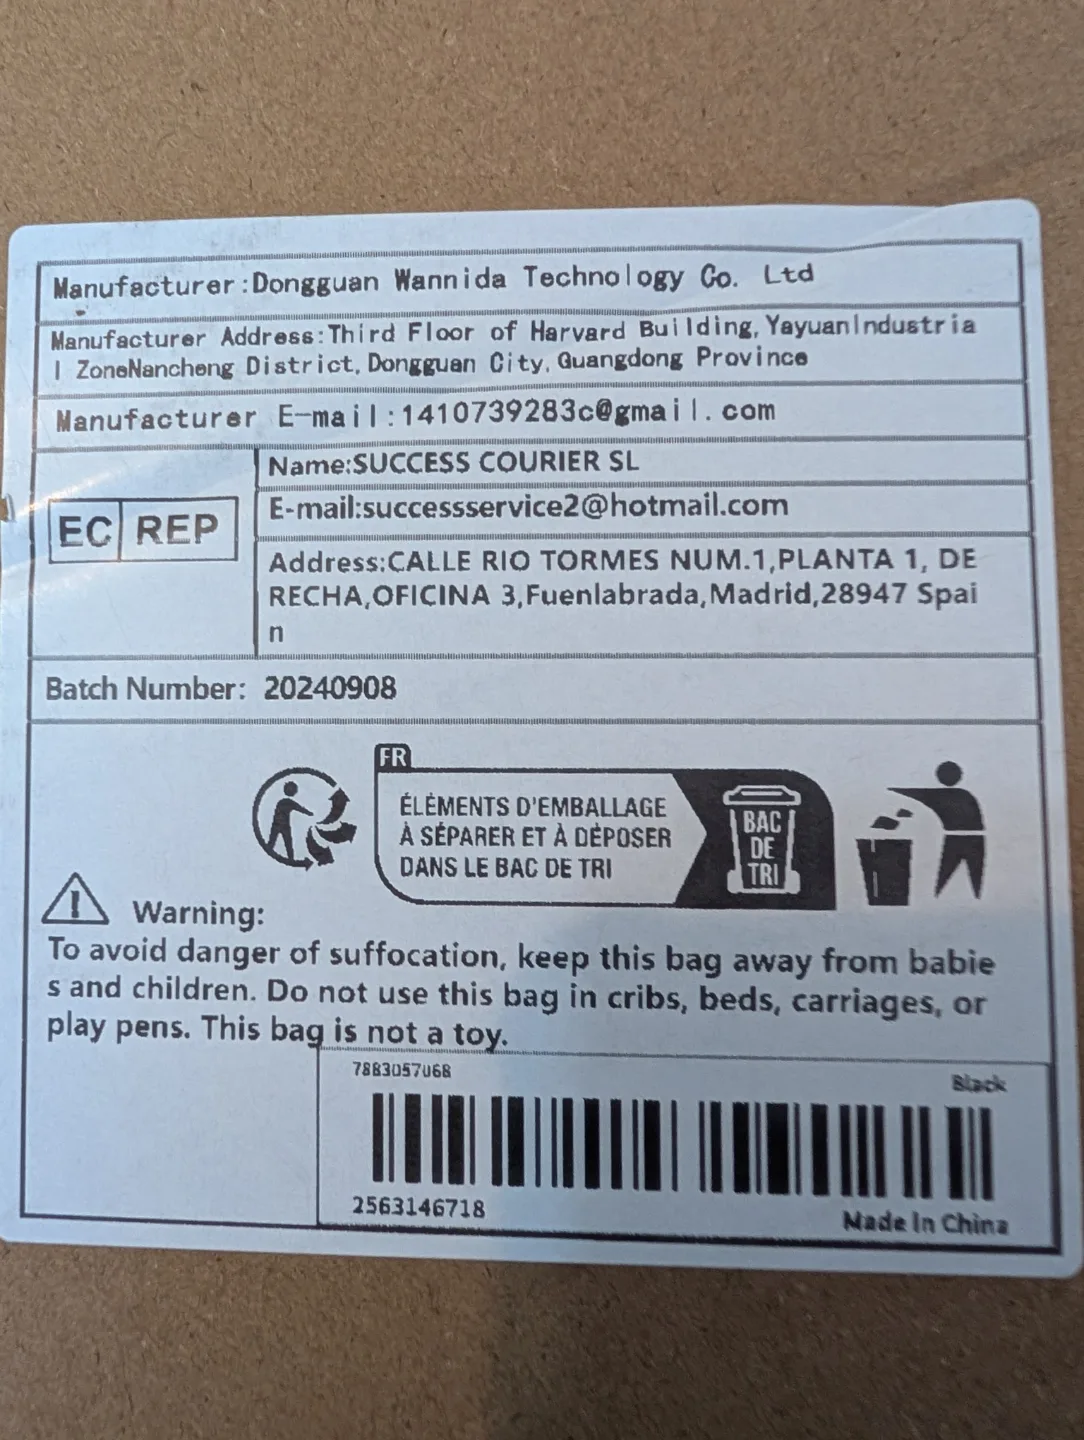 Manufacturer:Dongguan Wannida Technology Co. Ltd
Manufacturer Address:Third Floor of Harvard Building, YayuanIndustria
l ZoneNancheng District, Dongguan City, Guangdong Province
Manufacturer E-mail:1410739283c@gmail.com
EC REP
Name:SUCCESS COURIER SL
E-mail:successservice2@hotmail.com
Address:CALLE RIO TORMES NUM.1,PLANTA 1, DE
RECHA,OFICINA 3,Fuenlabrada,Madrid,28947 Spai
n
Batch Number: 20240908
FR
ÉLÉMENTS D'EMBALLAGE
À SÉPARER ET À DÉPOSER
DANS LE BAC DE TRI
BAC
DE
TRI
Warning:
To avoid danger of suffocation, keep this bag away from babie
s and children. Do not use this bag in cribs, beds, carriages, or
play pens. This bag is not a toy.
7883057068
Black
2563146718
Made In China